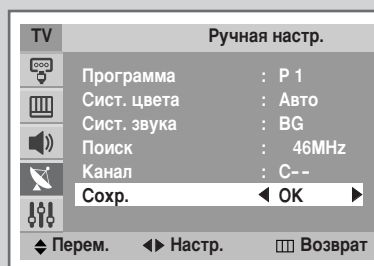 TV Ручная настр.
Программа : P 1
Сист. цвета : Авто
Сист. звука : BG
Поиск : 46MHz
Канал : C--
Сохр. ◀ OK ▶
Перем. Настр. Возврат